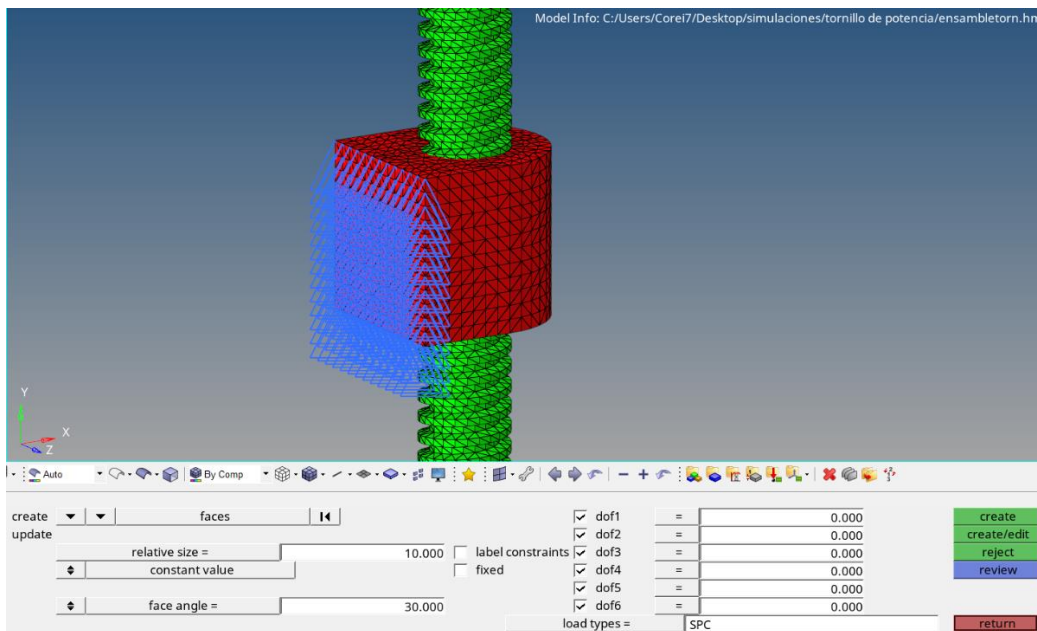 Model Info: C:/Users/Corei7/Desktop/simulaciones/tornillo de potencia/ensambletorn.hm
Y
X
Z
Auto
By Comp
create faces dof1 = 0.000 create
update dof2 = 0.000 create/edit
relative size = 10.000 label constraints dof3 = 0.000 reject
constant value fixed dof4 = 0.000 review
dof5 = 0.000
face angle = 30.000 dof6 = 0.000
load types = SPC return